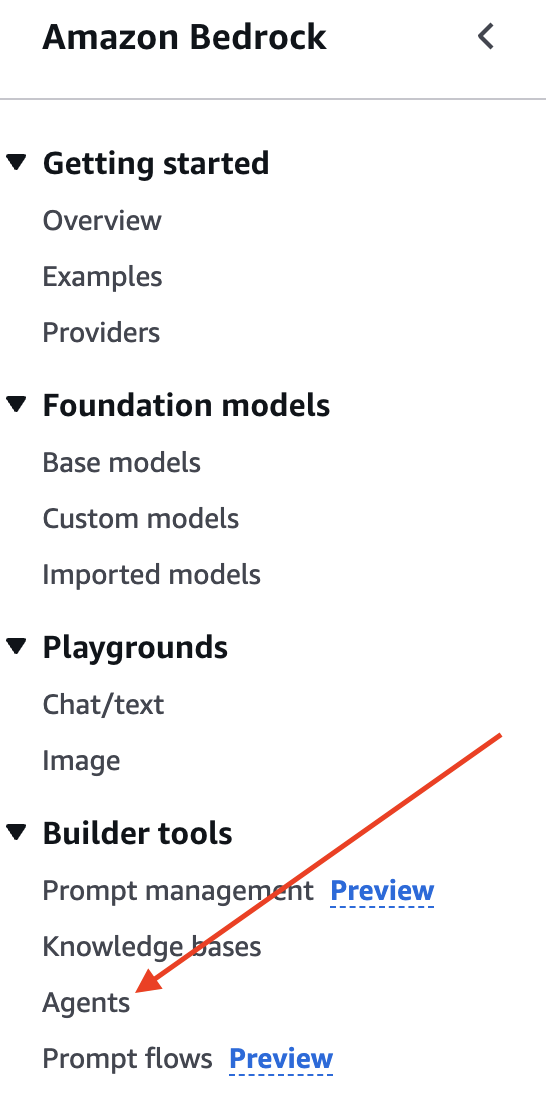 Amazon Bedrock
Getting started
Overview
Examples
Providers
Foundation models
Base models
Custom models
Imported models
Playgrounds
Chat/text
Image
Builder tools
Prompt management Preview
Knowledge bases
Agents
Prompt flows Preview